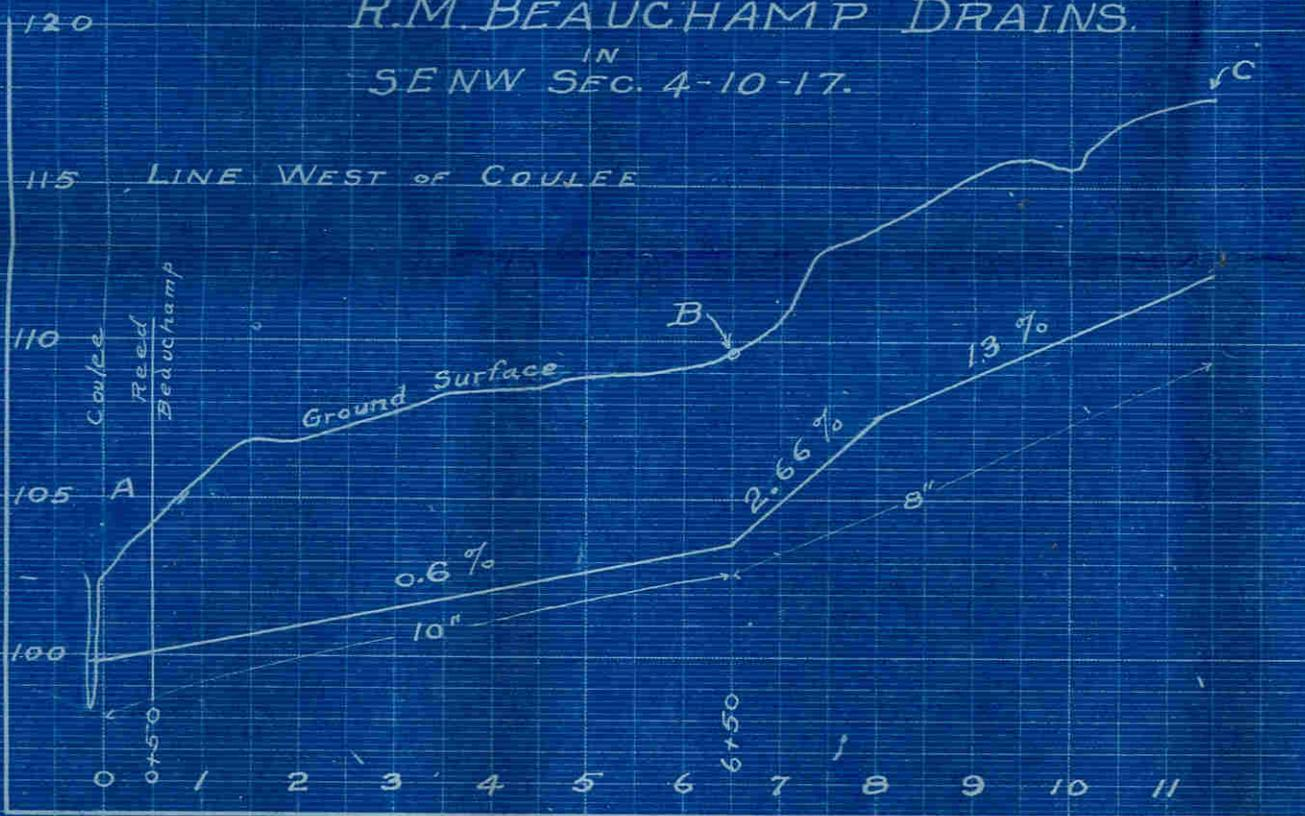 R.M. BEAUCHAMP DRAINS.
IN
SENW SEC. 4-10-17.
120
C
115
LINE WEST OF COULEE
110
Coulee
Reed
Beauchamp
B
13 %
Ground Surface
2.66 %
105
A
8"
0.6 %
10"
100
0+50
6+50
0 1 2 3 4 5 6 7 8 9 10 11